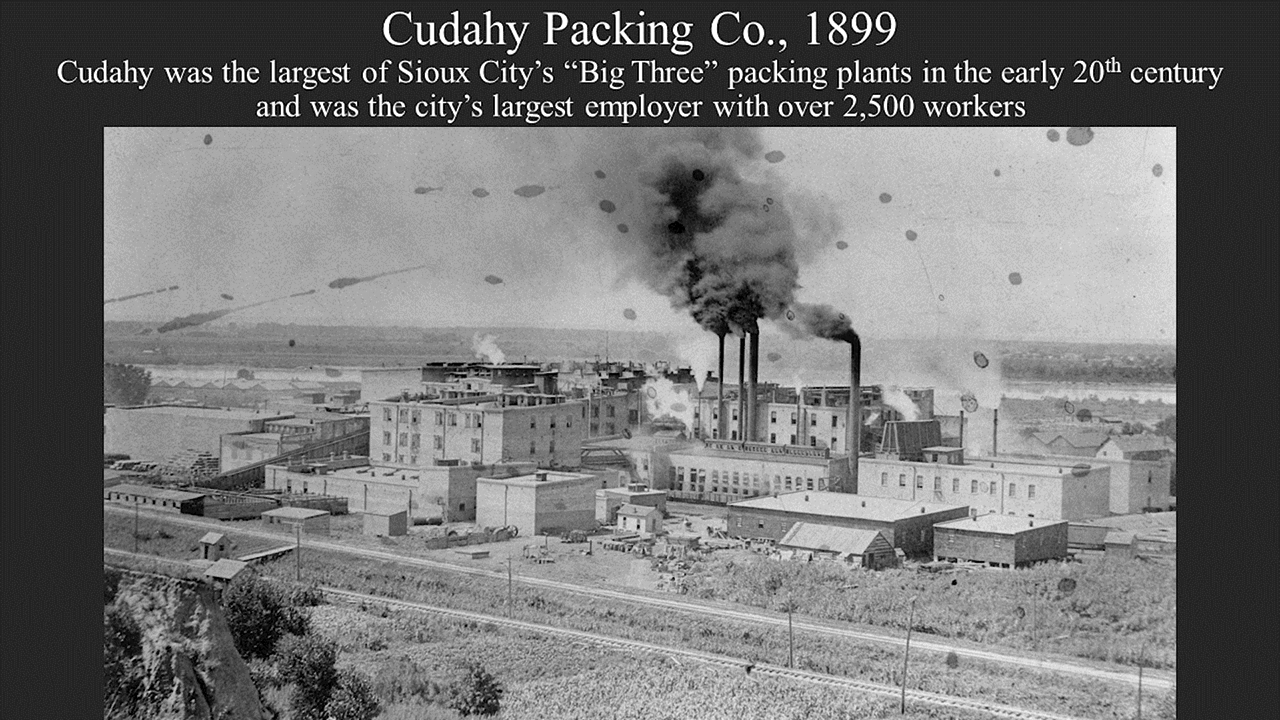 Cudahy Packing Co., 1899
Cudahy was the largest of Sioux City’s “Big Three” packing plants in the early 20th century
and was the city’s largest employer with over 2,500 workers